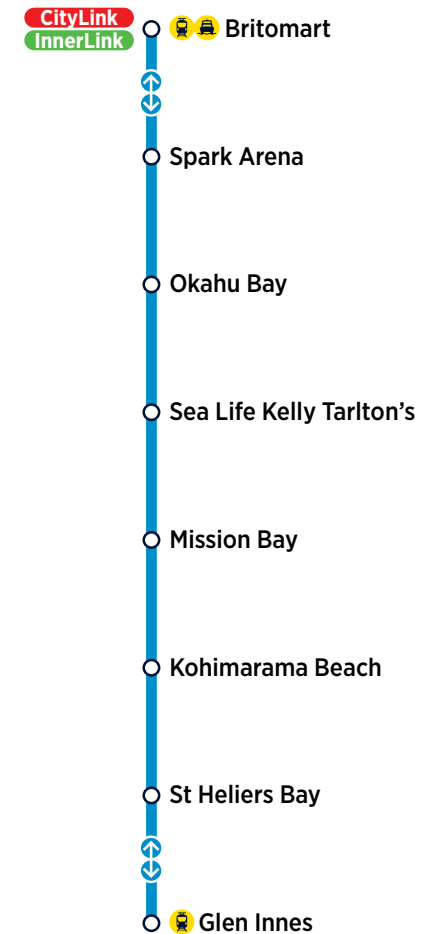 CityLink
InnerLink
Britomart
Spark Arena
Okahu Bay
Sea Life Kelly Tarlton’s
Mission Bay
Kohimarama Beach
St Heliers Bay
Glen Innes